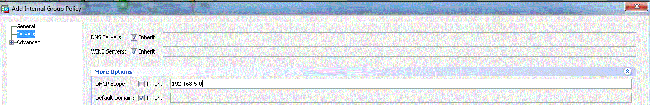 Add Internal Group Policy
General
Servers
Advanced
DNS Servers: Inherit
WINS Servers: Inherit
More Options
DHCP Scope: Inherit 192.168.5.0
Default Domain: Inherit